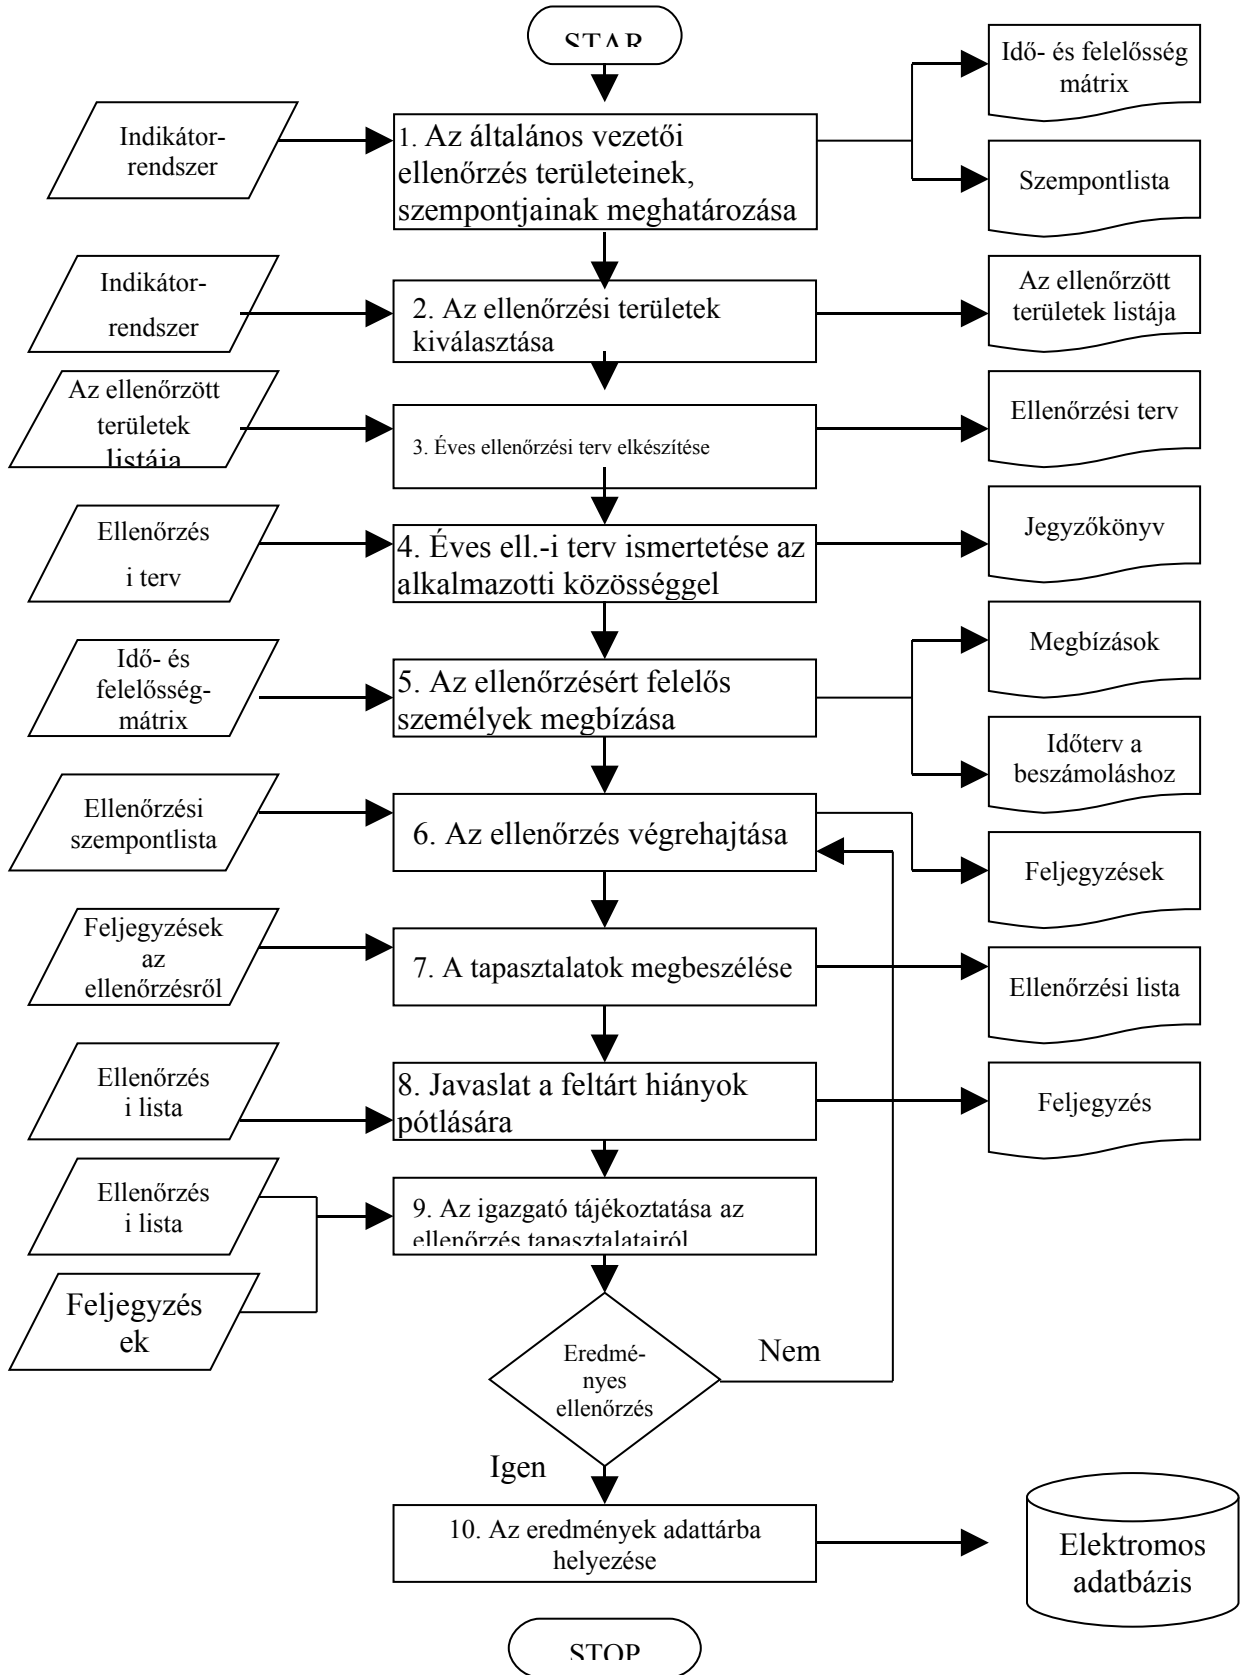 STAR
Idő- és felelősség
mátrix
Indikátor-
rendszer
1. Az általános vezetői
ellenőrzés területeinek,
szempontjainak meghatározása
Szempontlista
Indikátor-
rendszer
2. Az ellenőrzési területek
kiválasztása
Az ellenőrzött
területek listája
Az ellenőrzött
területek
listája
3. Éves ellenőrzési terv elkészítése
Ellenőrzési terv
Ellenőrzés
i terv
4. Éves ell.-i terv ismertetése az
alkalmazotti közösséggel
Jegyzőkönyv
Idő- és
felelősség-
mátrix
5. Az ellenőrzésért felelős
személyek megbízása
Megbízások
Időterv a
beszámoláshoz
Ellenőrzési
szempontlista
6. Az ellenőrzés végrehajtása
Feljegyzések
Feljegyzések
az
ellenőrzésről
7. A tapasztalatok megbeszélése
Ellenőrzési lista
Ellenőrzés
i lista
8. Javaslat a feltárt hiányok
pótlására
Feljegyzés
Ellenőrzés
i lista
9. Az igazgató tájékoztatása az
ellenőrzés tapasztalatairól
Feljegyzés
ek
Eredmé-
nyes
ellenőrzés
Nem
Igen
10. Az eredmények adattárba
helyezése
Elektromos
adatbázis
STOP